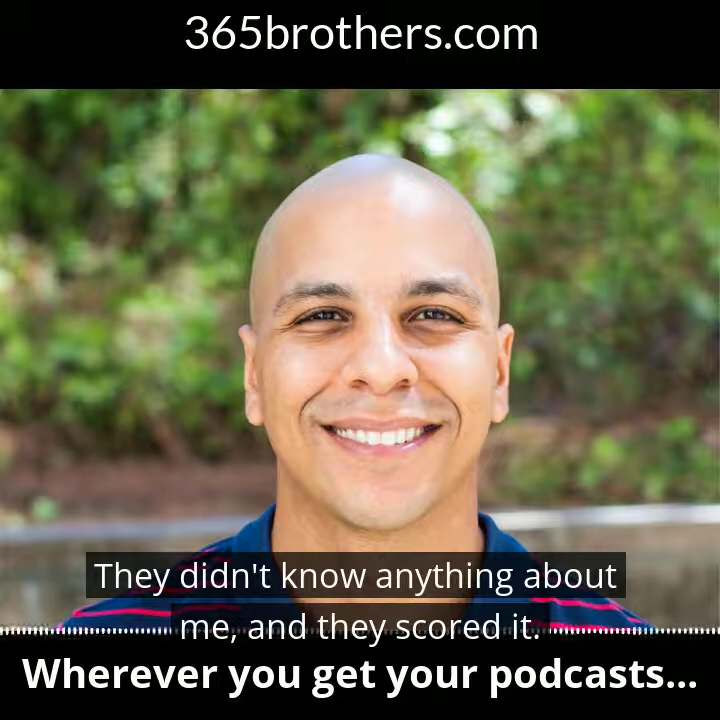 365brothers.com
They didn't know anything about
me, and they scored it.
Wherever you get your podcasts...